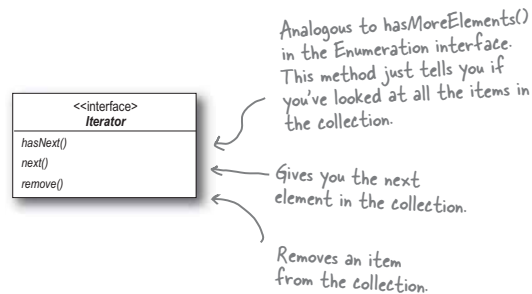 Analogous to hasMoreElements()
in the Enumeration interface.
This method just tells you if
you've looked at all the items in
the collection.
<<interface>
Iterator
hasNext()
next()
remove()
Gives you the next
element in the collection.
Removes an item
from the collection.